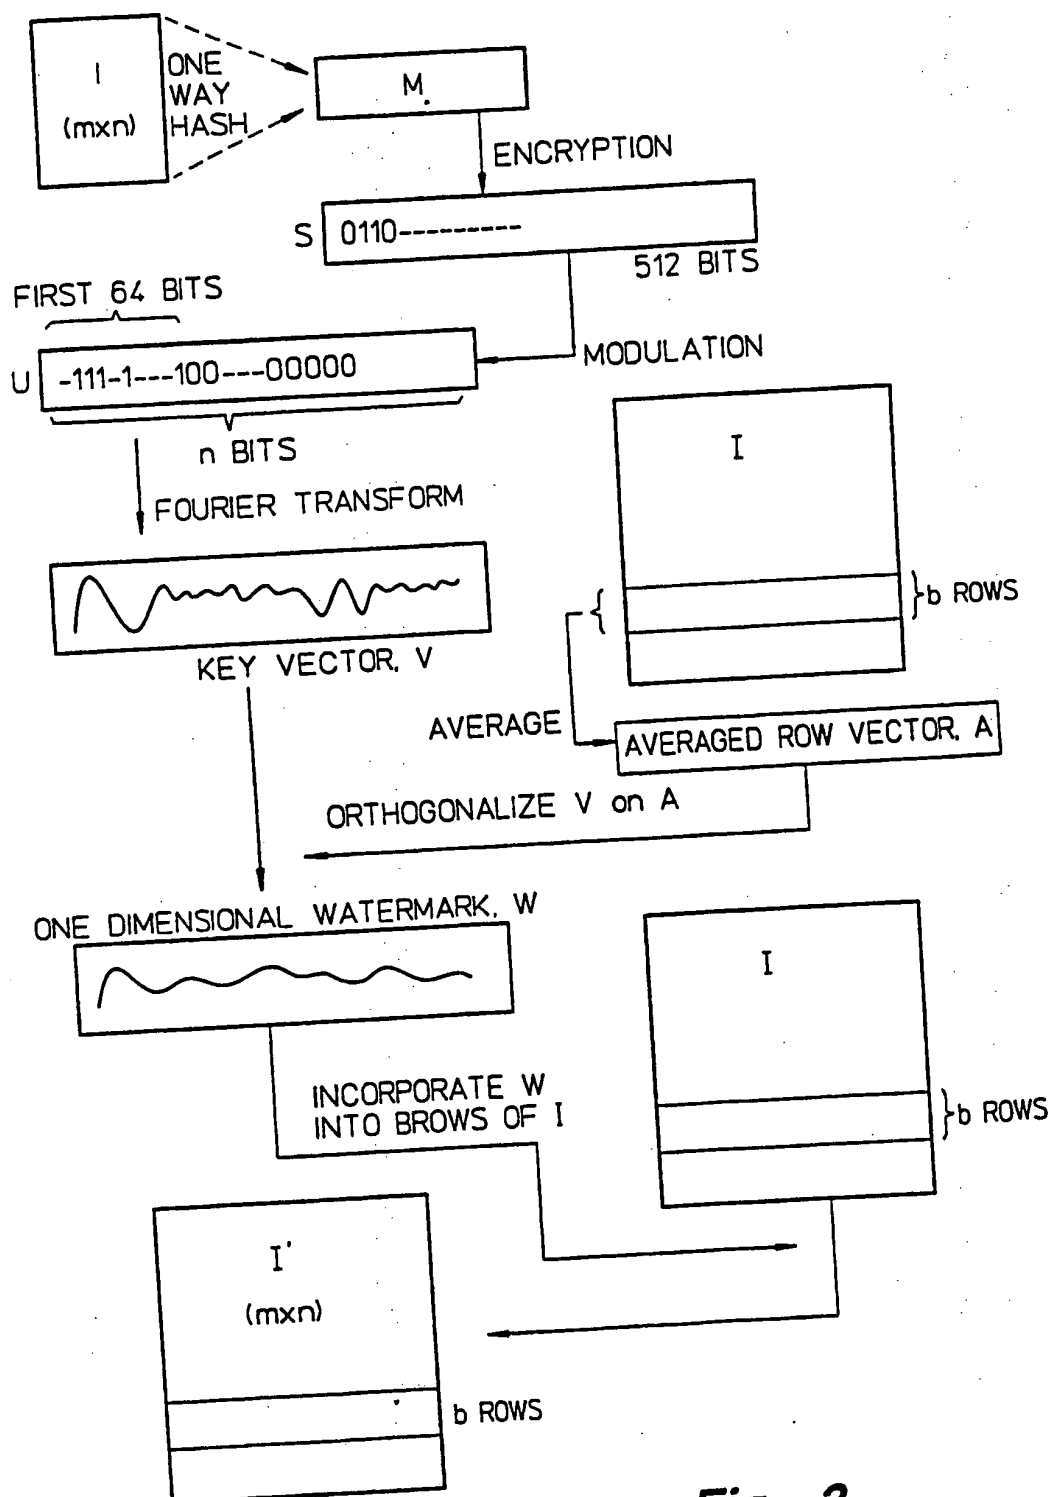 I
(mxn)
ONE
WAY
HASH
M.
ENCRYPTION
S
0110---------
512 BITS
FIRST 64 BITS
U
-111-1---100---00000
MODULATION
n BITS
I
FOURIER TRANSFORM
b ROWS
KEY VECTOR, V
AVERAGE
AVERAGED ROW VECTOR, A
ORTHOGONALIZE V on A
ONE DIMENSIONAL WATERMARK, W
I
INCORPORATE W
INTO BROWS OF I
b ROWS
I'
(mxn)
b ROWS